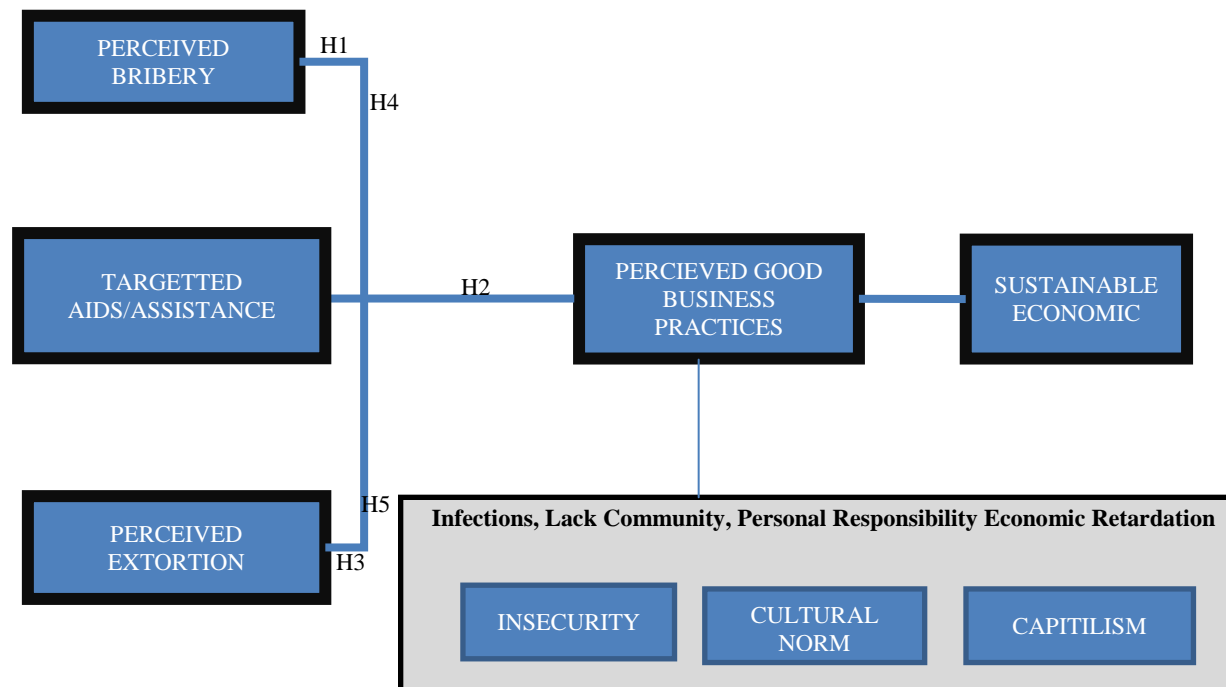 PERCEIVED
BRIBERY
H1
H4
TARGETTED
AIDS/ASSISTANCE
H2
PERCIEVED GOOD
BUSINESS
PRACTICES
SUSTAINABLE
ECONOMIC
PERCEIVED
EXTORTION
H5
H3
Infections, Lack Community, Personal Responsibility Economic Retardation
INSECURITY
CULTURAL
NORM
CAPITILISM